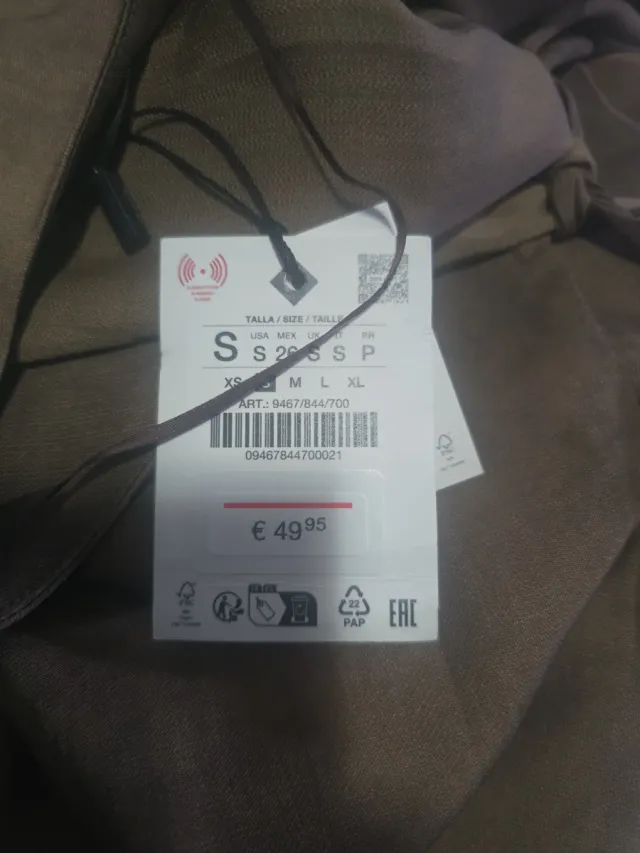 TALLA / SIZE / TAILLE
USA MEX UK IT BR
S S 26 S S P
XS S M L XL
ART.: 9467/844/700
09467844700021
€ 49 95
22
PAP
EAC